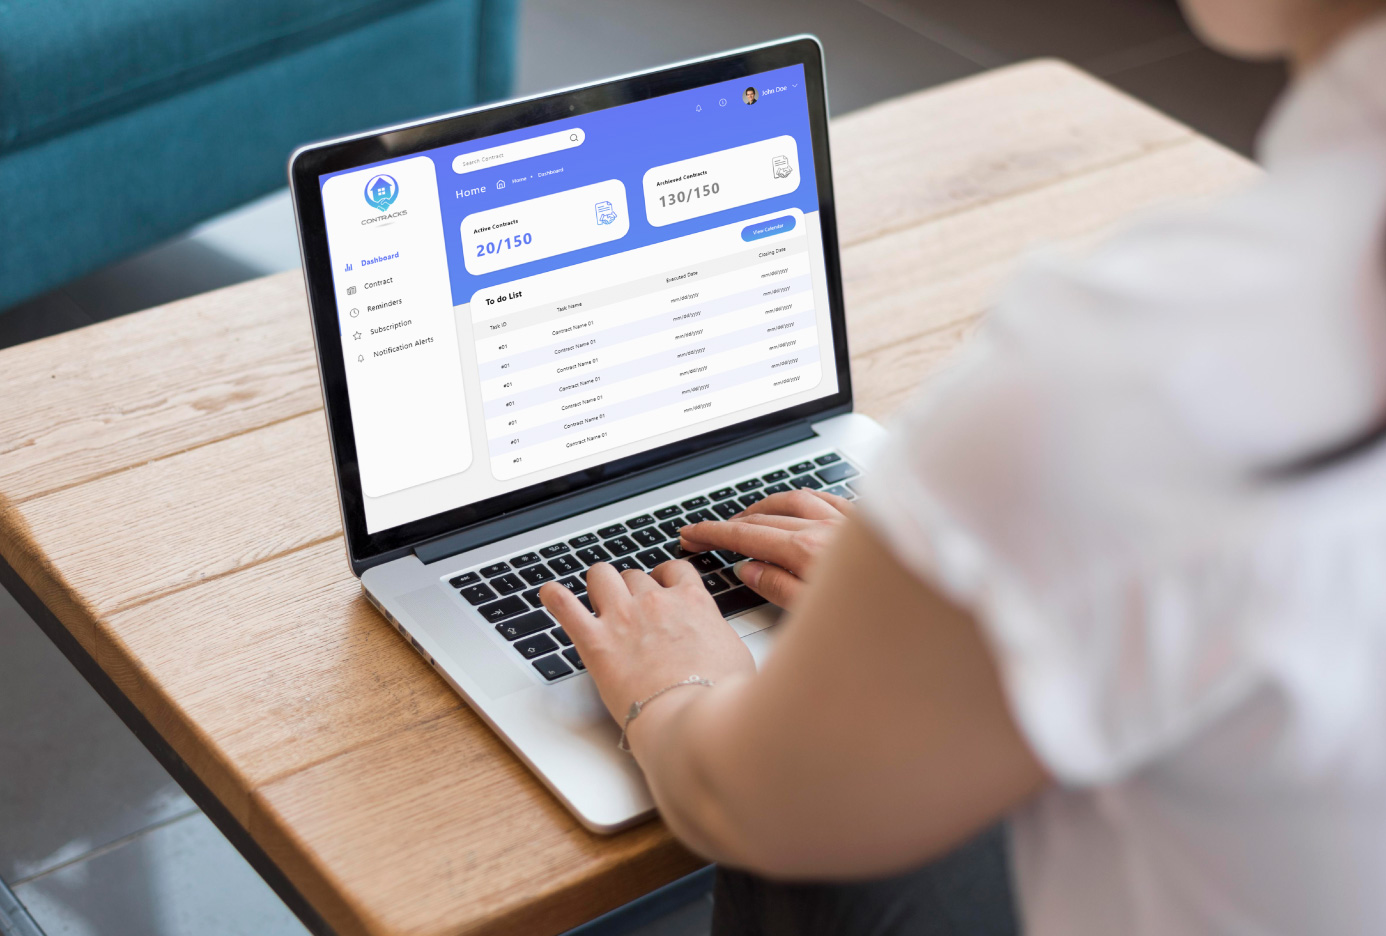 CONTRACKS
Dashboard
Contract
Reminders
Subscription
Notification Alerts
Search Contract
John Doe
Home
Home • Dashboard
Active Contracts
20/150
Archieved Contracts
130/150
View Calendar
To do List
Task ID Task Name Executed Date Closing Date
#01 Contract Name 01 mm/dd/yyyy mm/dd/yyyy
#01 Contract Name 01 mm/dd/yyyy mm/dd/yyyy
#01 Contract Name 01 mm/dd/yyyy mm/dd/yyyy
#01 Contract Name 01 mm/dd/yyyy mm/dd/yyyy
#01 Contract Name 01 mm/dd/yyyy mm/dd/yyyy
#01 Contract Name 01 mm/dd/yyyy mm/dd/yyyy
#01 Contract Name 01 mm/dd/yyyy mm/dd/yyyy